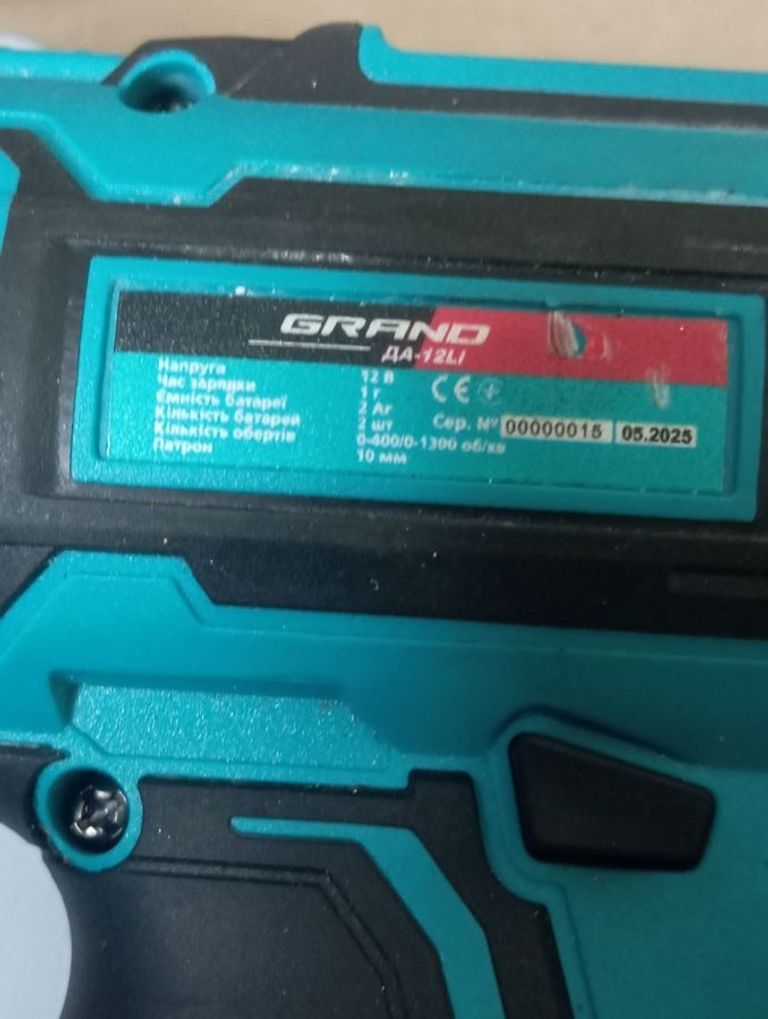 GRAND
ДА-12LI
Напруга 12 В
Час зарядки 1 г
Ємність батареї 2 Аг
Кількість батарей 2 шт
Кількість обертів 0-400/0-1300 об/хв
Патрон 10 мм
CE
Сер. № 00000015 05.2025